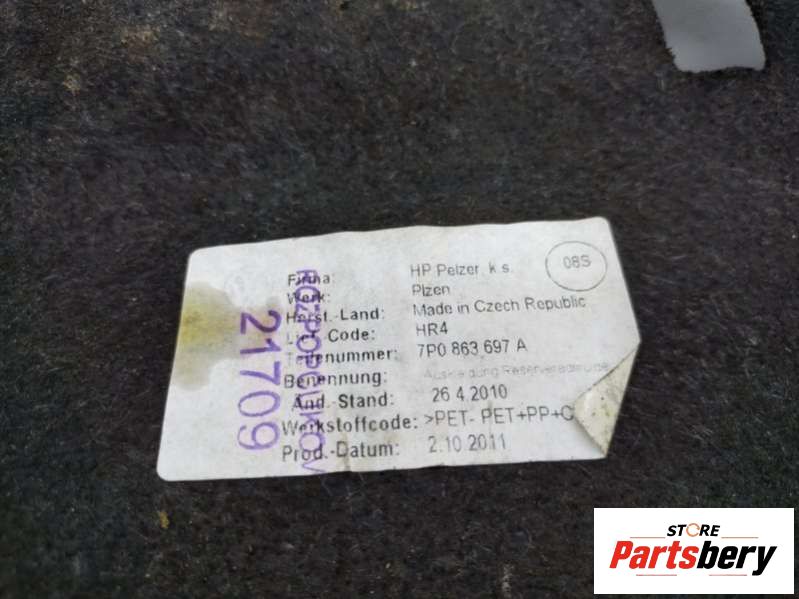 Firma: HP Pelzer, k.s.
08S
Werk: Plzen
Herst.-Land: Made in Czech Republic
Lief.-Code: HR4
Teilenummer: 7P0 863 697 A
Benennung: Auskleidung
Änd.-Stand: 26.4.2010
Werkstoffcode: >PET- PET+PP+C
Prod.-Datum: 2.10.2011
21709
STORE
Partsbery